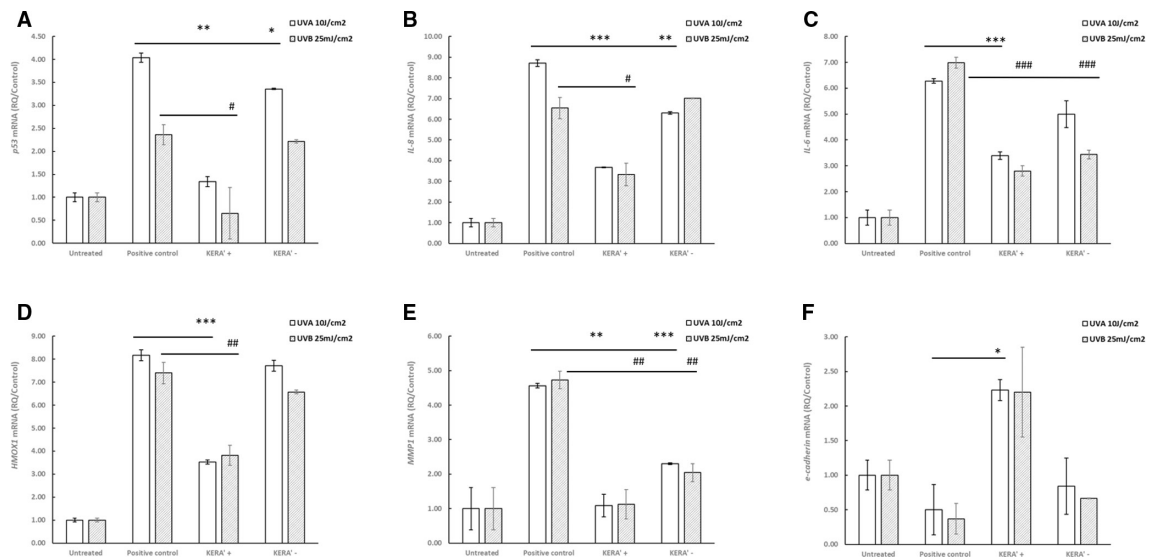 A
UVA 10J/cm2
UVB 25mJ/cm2
** *
#
p53 mRNA (RQ/Control)
4.50
4.00
3.50
3.00
2.50
2.00
1.50
1.00
0.50
0.00
Untreated Positive control KERA' + KERA' -
B
UVA 10J/cm2
UVB 25mJ/cm2
*** **
#
IL-8 mRNA (RQ/Control)
10.00
9.00
8.00
7.00
6.00
5.00
4.00
3.00
2.00
1.00
0.00
Untreated Positive control KERA' + KERA' -
C
UVA 10J/cm2
UVB 25mJ/cm2
***
### ###
IL-6 mRNA (RQ/Control)
8.00
7.00
6.00
5.00
4.00
3.00
2.00
1.00
0.00
Untreated Positive control KERA' + KERA' -
D
UVA 10J/cm2
UVB 25mJ/cm2
***
##
HMOX1 mRNA (RQ/Control)
9.00
8.00
7.00
6.00
5.00
4.00
3.00
2.00
1.00
0.00
Untreated Positive control KERA' + KERA' -
E
UVA 10J/cm2
UVB 25mJ/cm2
** ***
## ##
MMP1 mRNA (RQ/Control)
6.00
5.00
4.00
3.00
2.00
1.00
0.00
Untreated Positive control KERA' + KERA' -
F
UVA 10J/cm2
UVB 25mJ/cm2
*
e-cadherin mRNA (RQ/Control)
3.00
2.50
2.00
1.50
1.00
0.50
0.00
Untreated Positive control KERA' + KERA' -